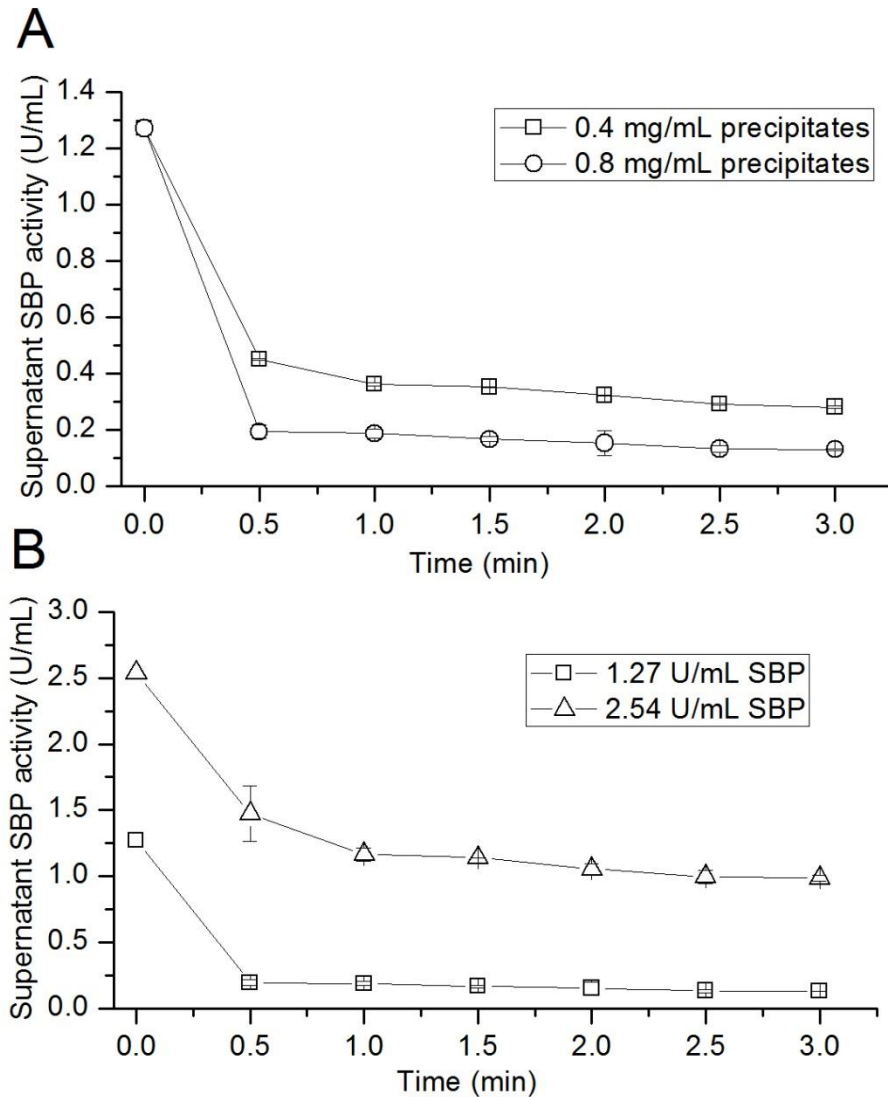 A
Supernatant SBP activity (U/mL)
1.4
1.2
1.0
0.8
0.6
0.4
0.2
0.0
0.4 mg/mL precipitates
0.8 mg/mL precipitates
0.0 0.5 1.0 1.5 2.0 2.5 3.0
Time (min)
B
Supernatant SBP activity (U/mL)
3.0
2.5
2.0
1.5
1.0
0.5
0.0
1.27 U/mL SBP
2.54 U/mL SBP
0.0 0.5 1.0 1.5 2.0 2.5 3.0
Time (min)